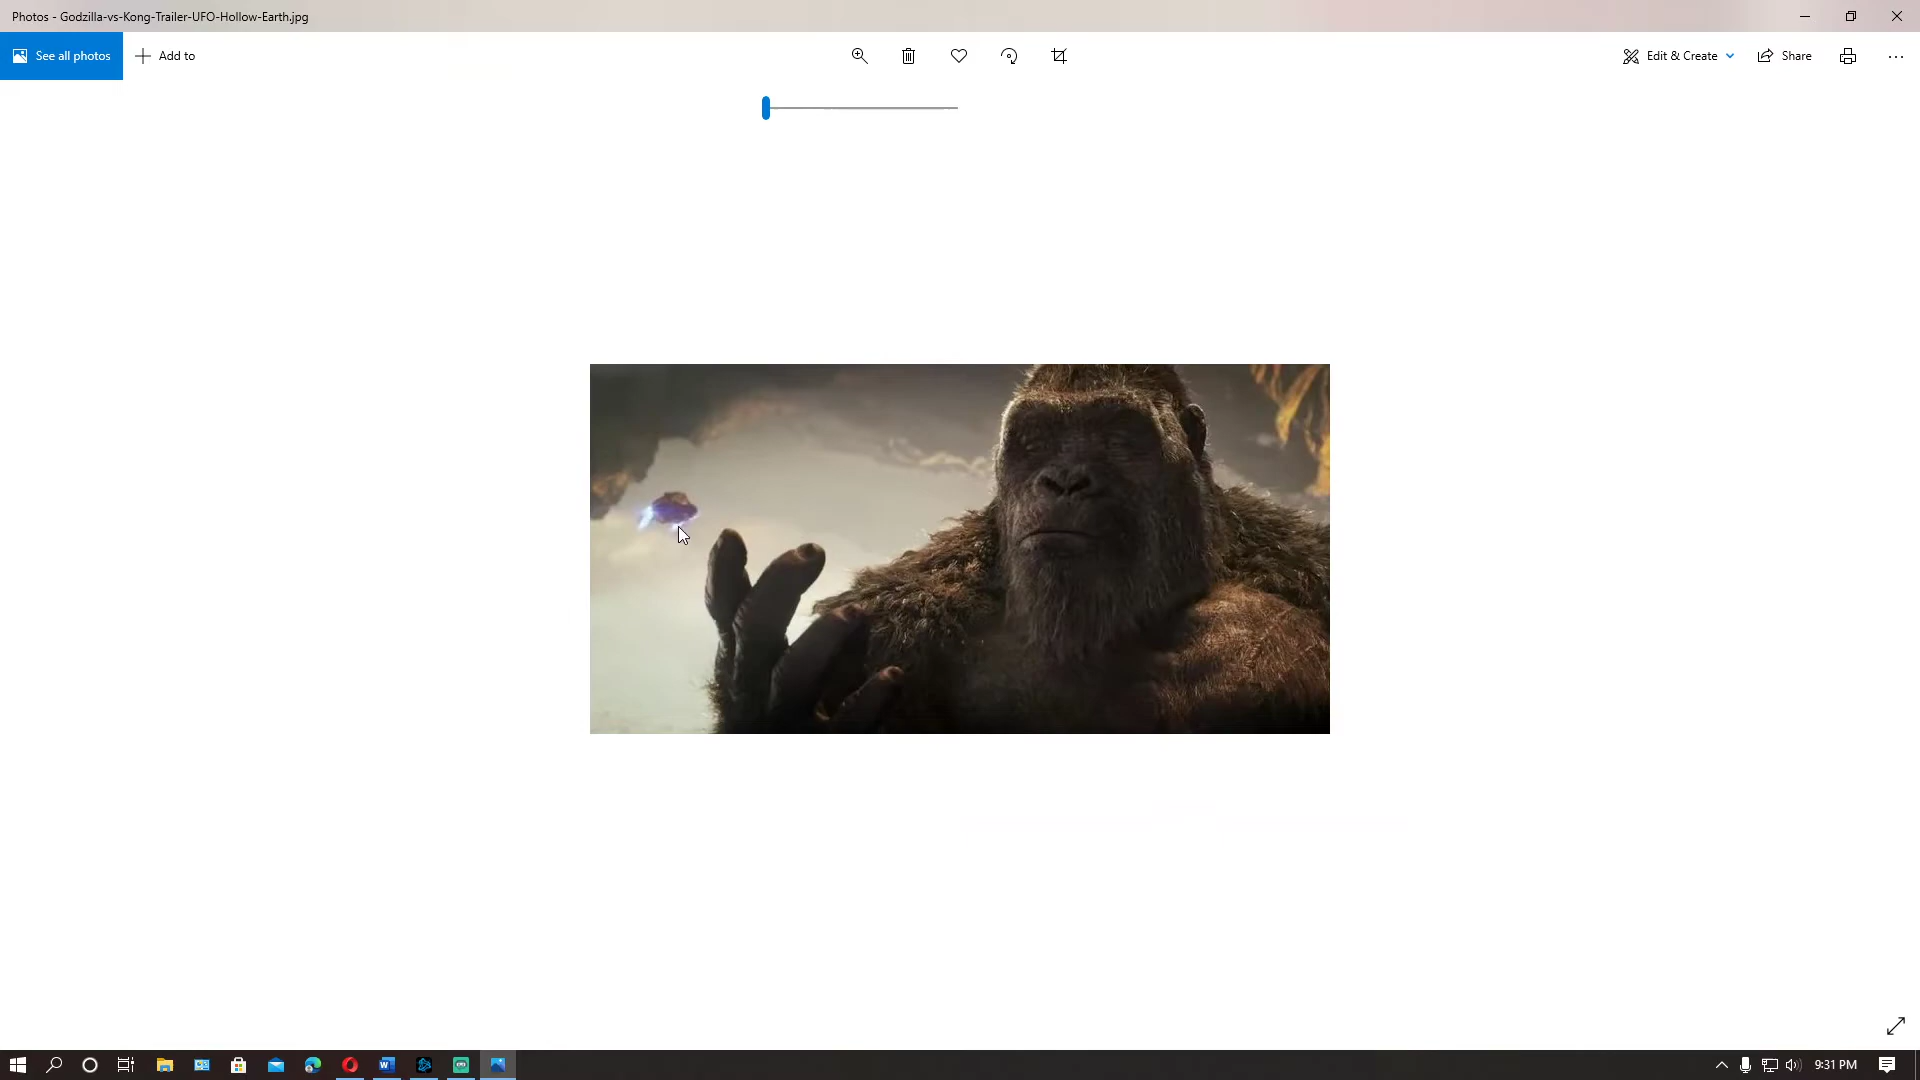 Photos - Godzilla-vs-Kong-Trailer-UFO-Hollow-Earth.jpg
See all photos
Add to
Edit & Create
Share
9:31 PM